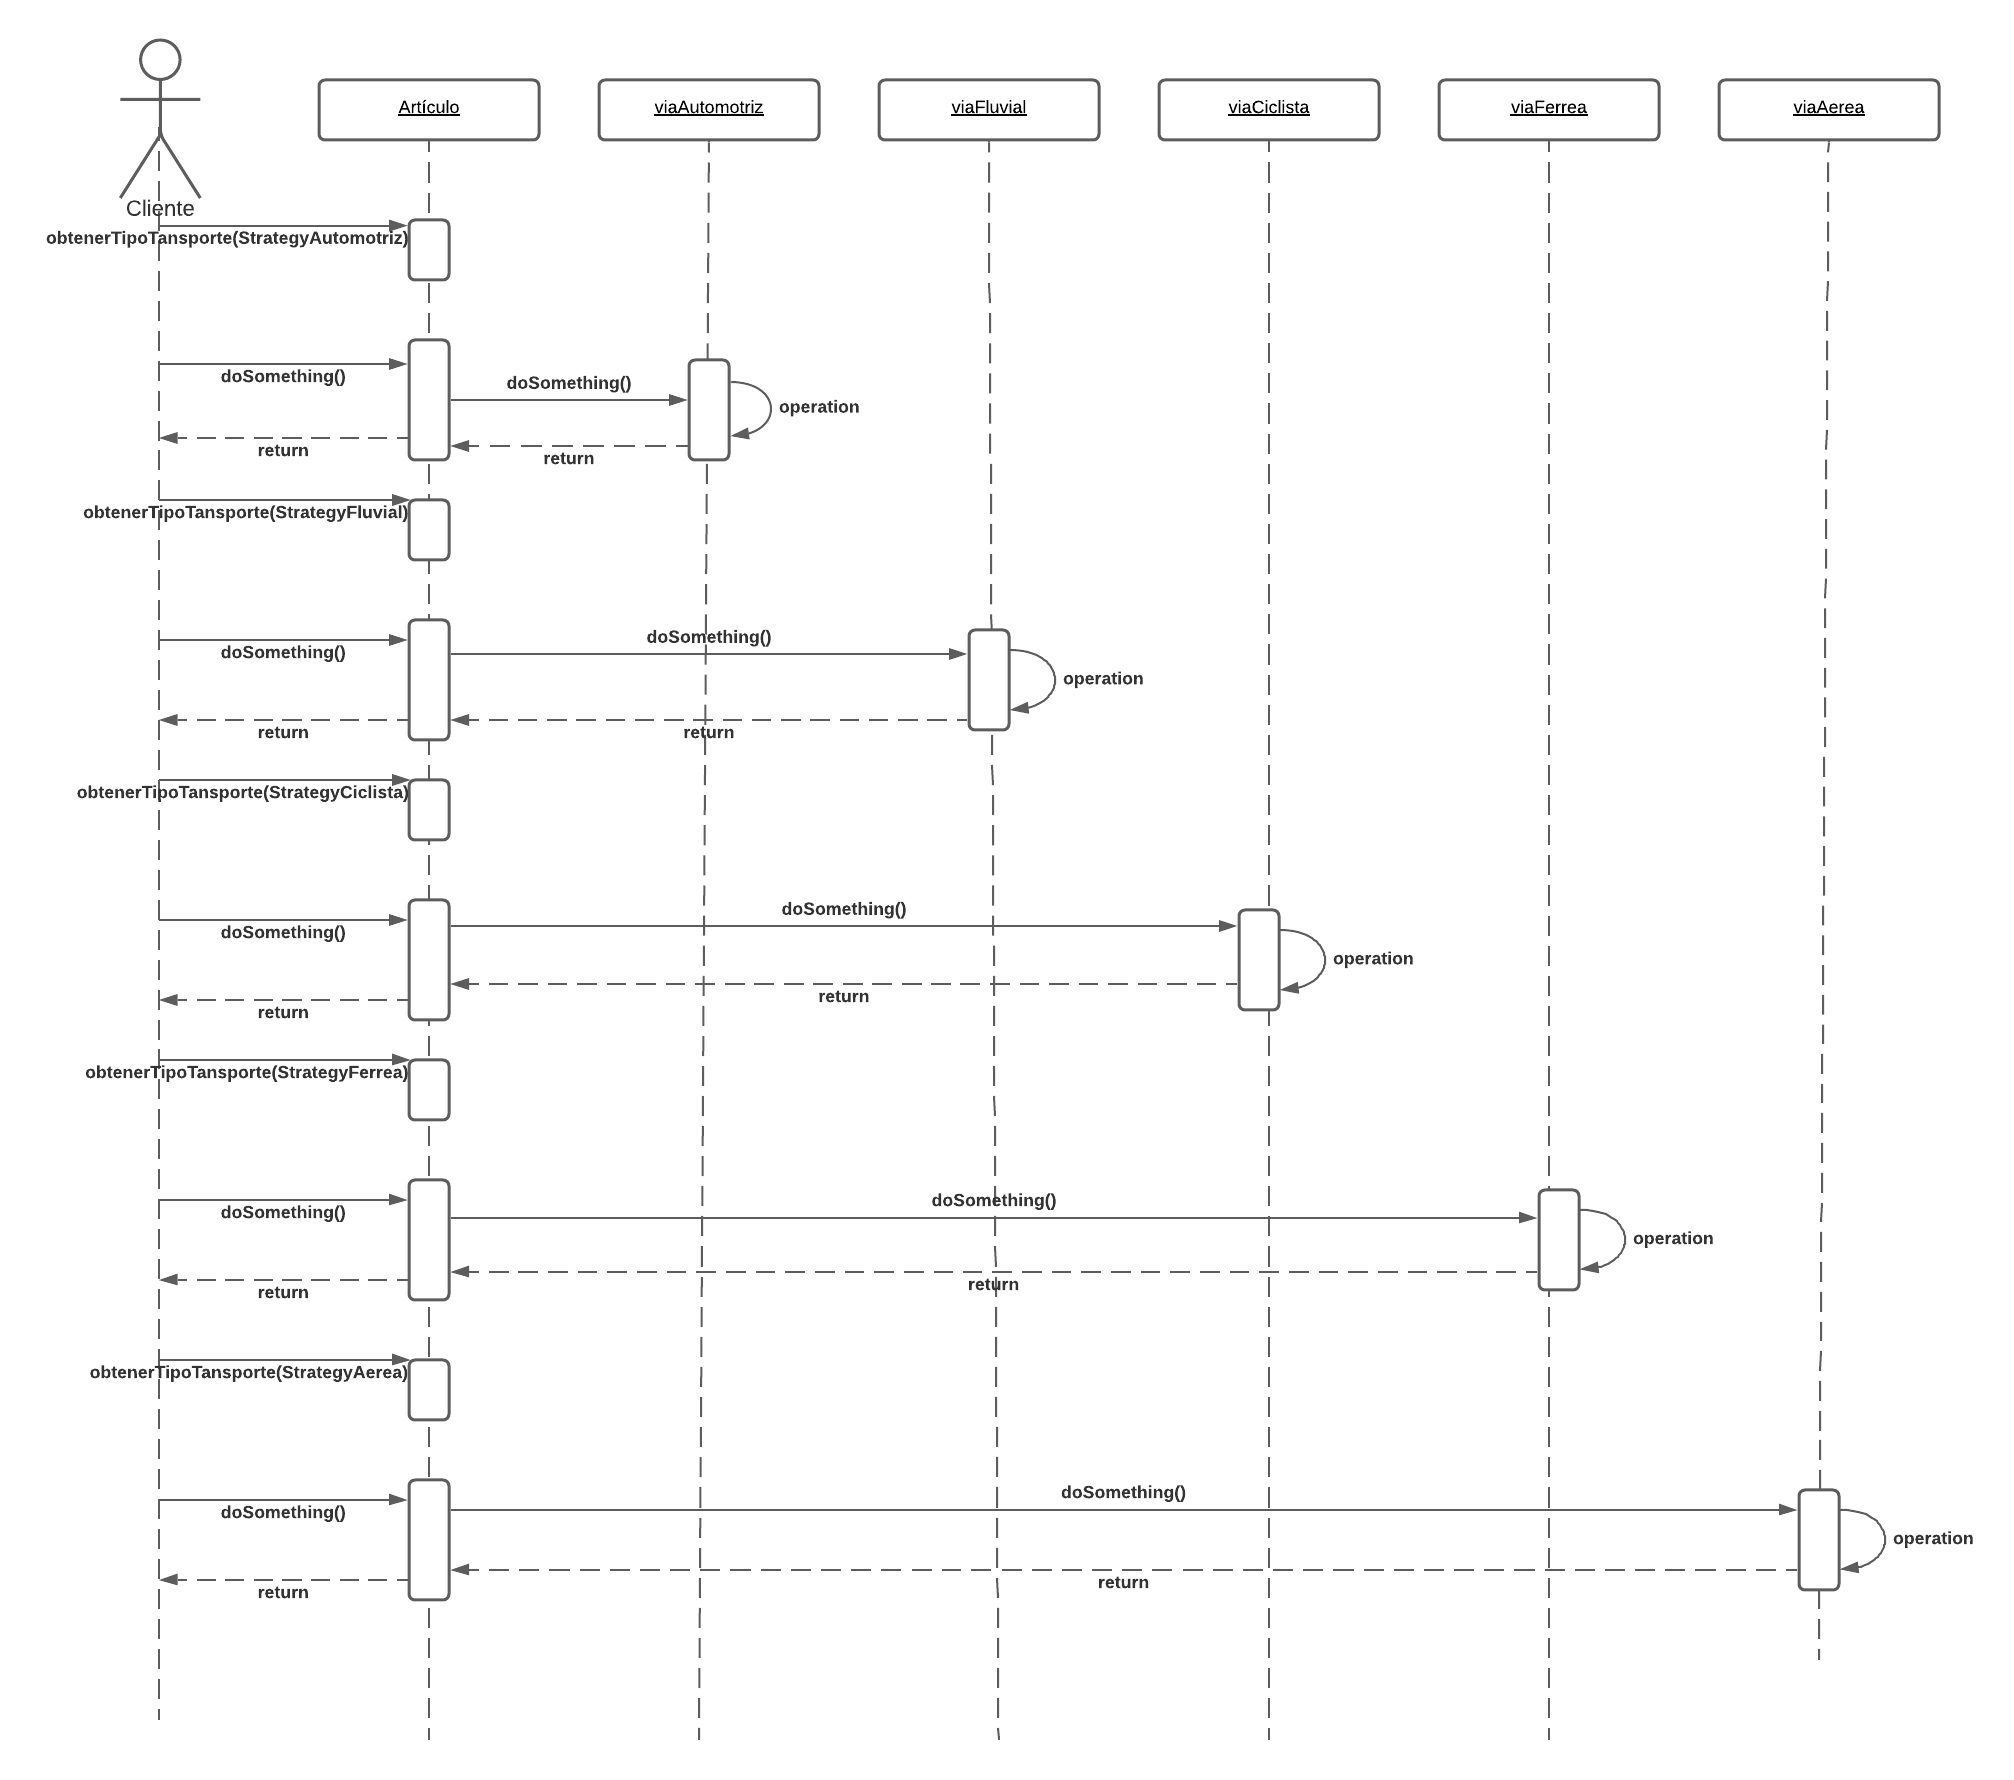 Artículo
viaAutomotriz
viaFluvial
viaCiclista
viaFerrea
viaAerea
Cliente
obtenerTipoTansporte(StrategyAutomotriz)
doSomething()
doSomething()
operation
return
return
obtenerTipoTansporte(StrategyFluvial)
doSomething()
doSomething()
operation
return
return
obtenerTipoTansporte(StrategyCiclista)
doSomething()
doSomething()
operation
return
return
obtenerTipoTansporte(StrategyFerrea)
doSomething()
doSomething()
operation
return
return
obtenerTipoTansporte(StrategyAerea)
doSomething()
doSomething()
operation
return
return